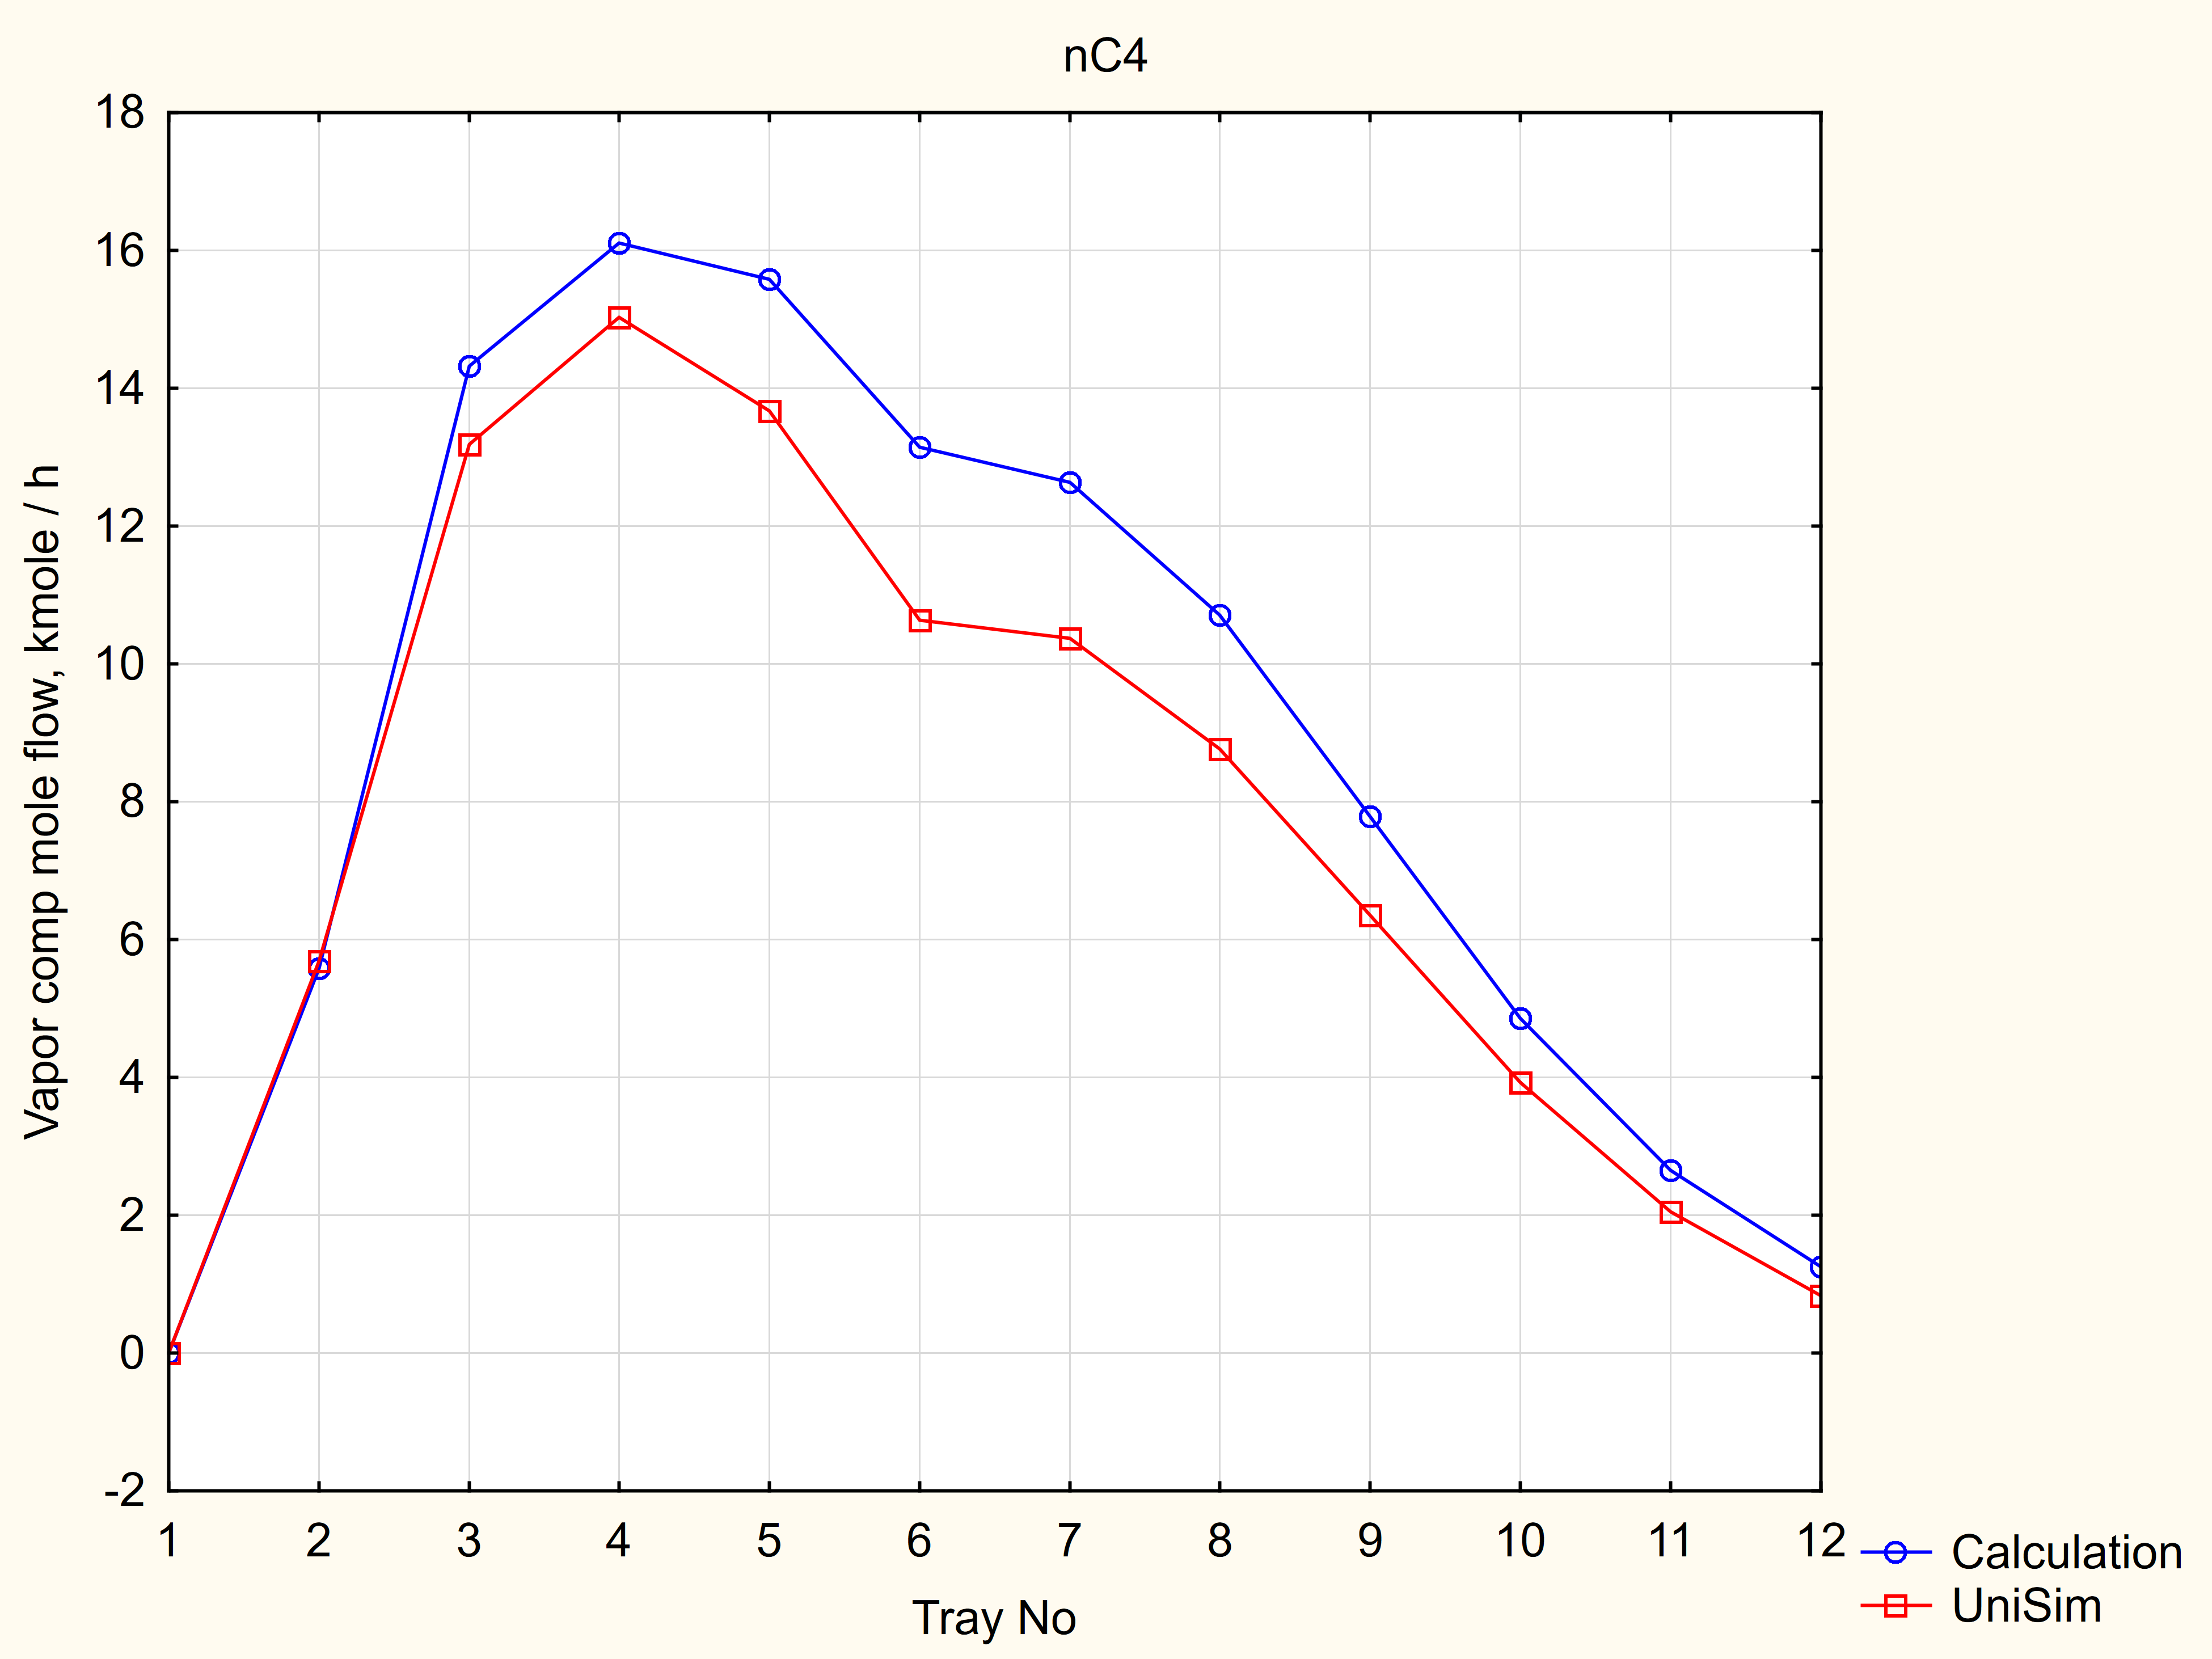 nC4
18
16
14
12
10
8
6
4
2
0
-2
Vapor comp mole flow, kmole / h
1 2 3 4 5 6 7 8 9 10 11 12
Tray No
Calculation
UniSim